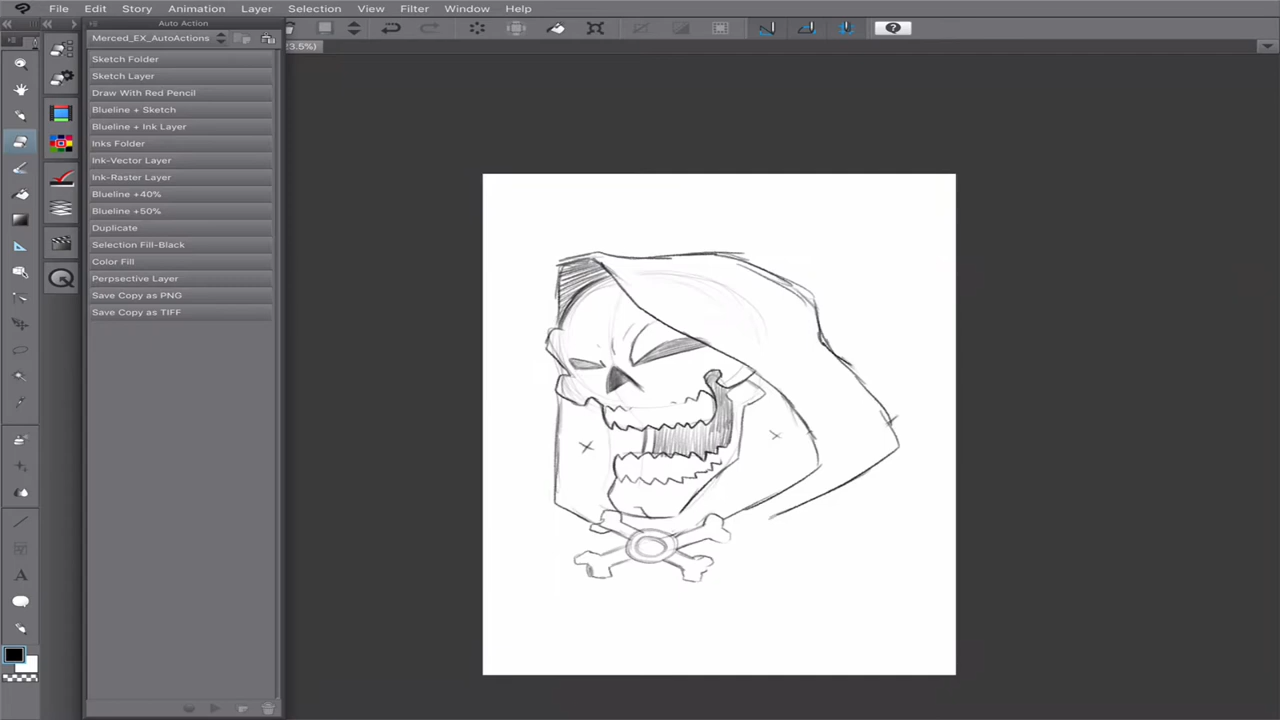 File Edit Story Animation Layer Selection View Filter Window Help
Auto Action
Merced_EX_AutoActions
3.5%)
Sketch Folder
Sketch Layer
Draw With Red Pencil
Blueline + Sketch
Blueline + Ink Layer
Inks Folder
Ink-Vector Layer
Ink-Raster Layer
Blueline +40%
Blueline +50%
Duplicate
Selection Fill-Black
Color Fill
Perpsective Layer
Save Copy as PNG
Save Copy as TIFF